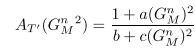 A_{T'}(G_M^{n\,2}) = \frac{1 + a(G_M^n)^2}{b + c(G_M^n)^2}